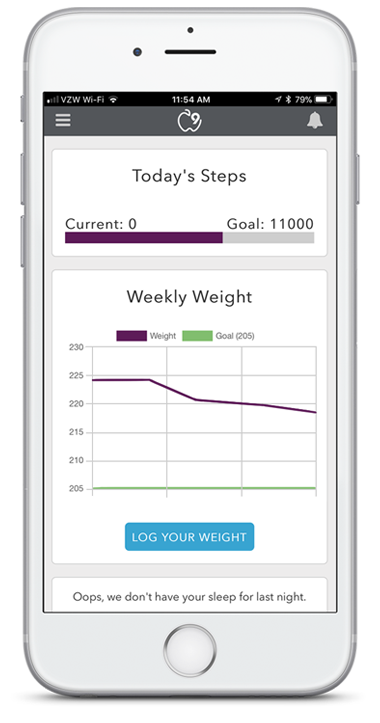 VZW Wi-Fi 11:54 AM 79%
9
Today's Steps
Current: 0 Goal: 11000
Weekly Weight
Weight Goal (205)
230
225
220
215
210
205
LOG YOUR WEIGHT
Oops, we don't have your sleep for last night.